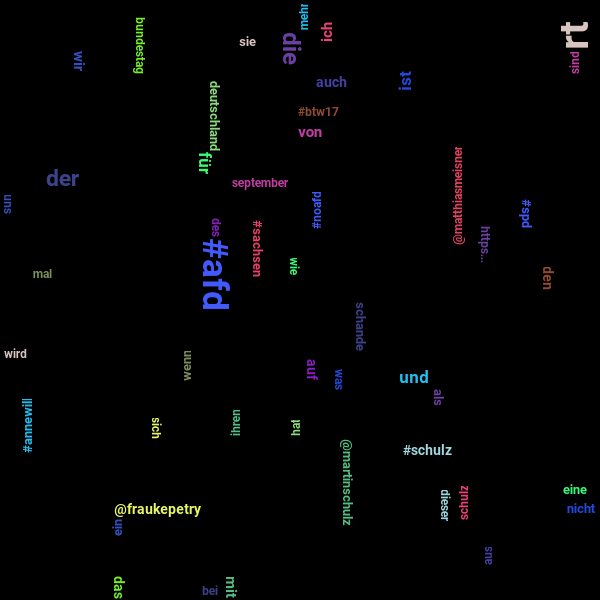 mehr
rt
bundestag
ich
sie
die
wir
sind
auch
ist
deutschland
#btw17
von
für
@matthiasmeisner
der
september
uns
#noafd
#spd
des
#sachsen
https...
#afd
wie
mal
den
schande
wird
wenn
auf
was
und
als
#annewill
sich
ihren
hat
@martinschulz
#schulz
dieser
schulz
eine
@fraukepetry
nicht
ein
aus
das
bei
mit